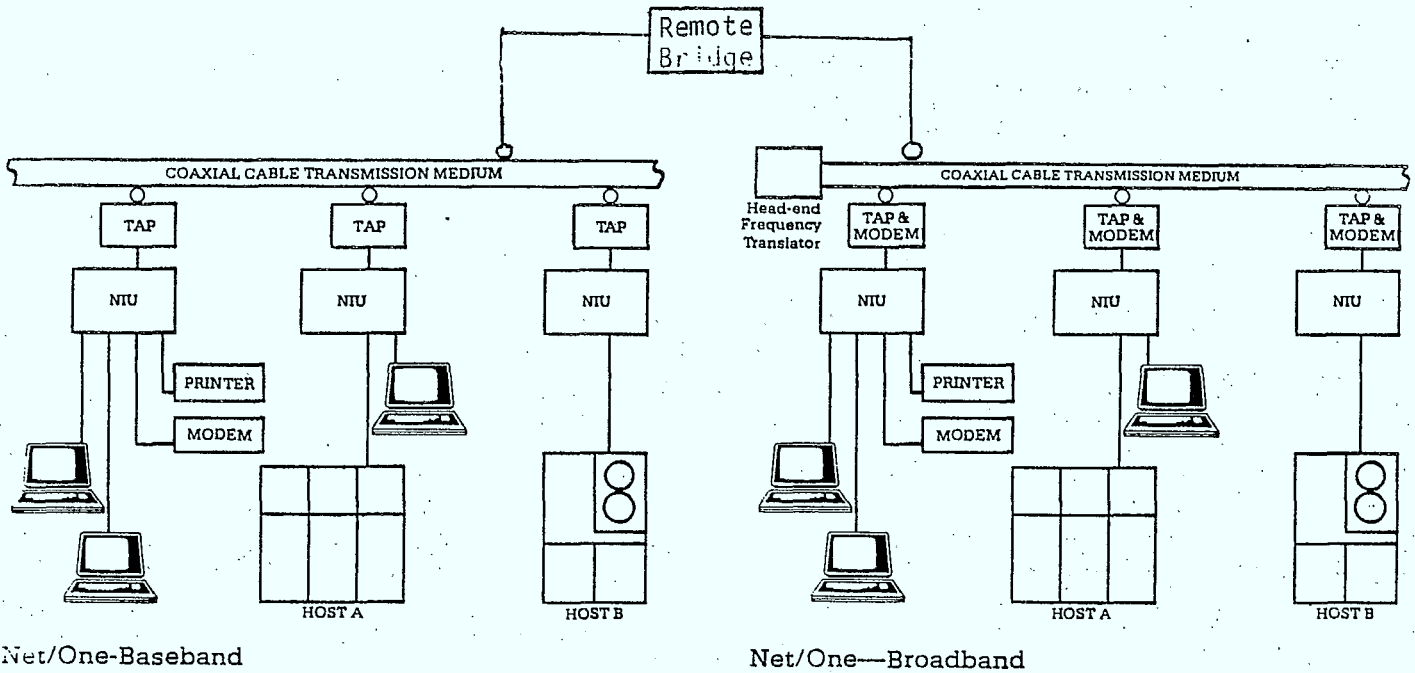 Remote
Bridge
COAXIAL CABLE TRANSMISSION MEDIUM
TAP
TAP
TAP
NIU
NIU
NIU
PRINTER
MODEM
HOST A
HOST B
Net/One-Baseband
COAXIAL CABLE TRANSMISSION MEDIUM
Head-end
Frequency
Translator
TAP &
MODEM
TAP &
MODEM
TAP &
MODEM
NIU
NIU
NIU
PRINTER
MODEM
HOST A
HOST B
Net/One—Broadband